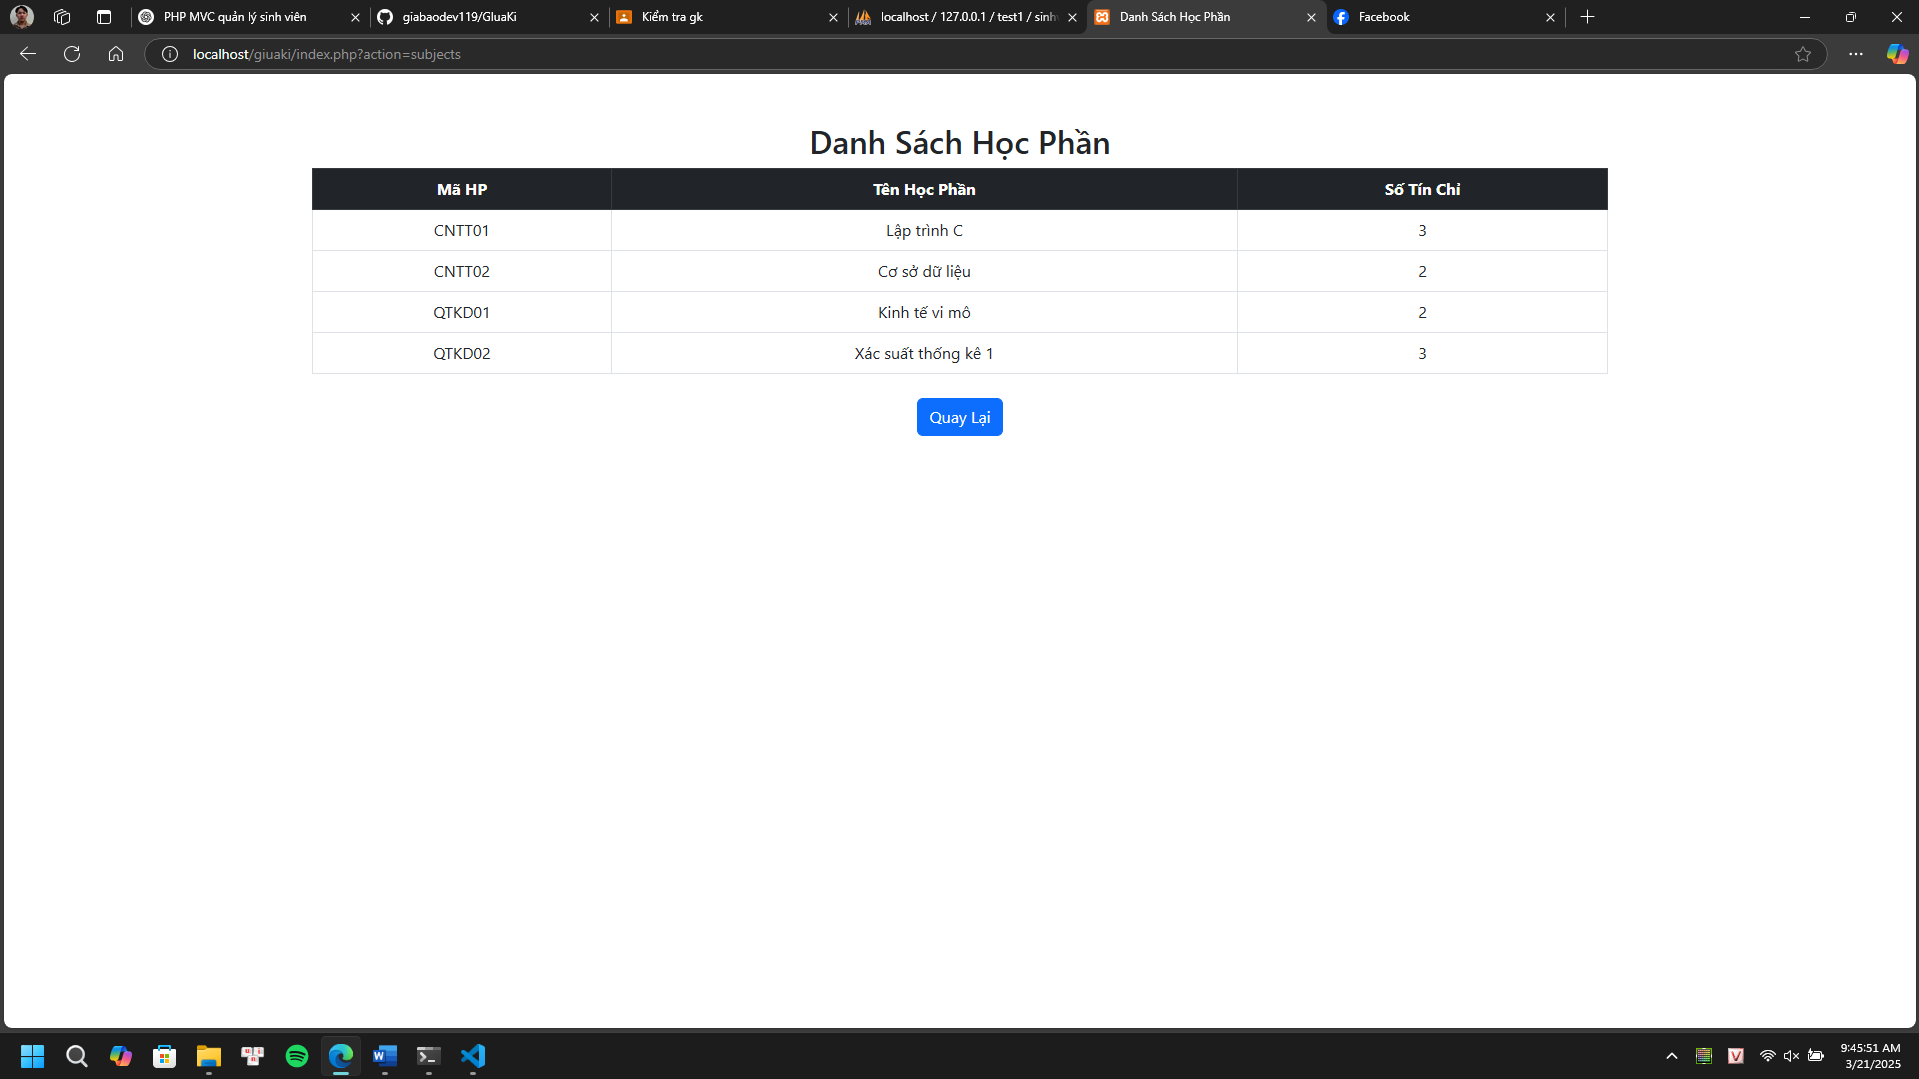 PHP MVC quản lý sinh viên
giabaodev119/GIuaKi
Kiểm tra gk
localhost / 127.0.0.1 / test1 / sinh
Danh Sách Học Phần
Facebook
localhost/giuaki/index.php?action=subjects
Danh Sách Học Phần
Mã HP Tên Học Phần Số Tín Chỉ
CNTT01 Lập trình C 3
CNTT02 Cơ sở dữ liệu 2
QTKD01 Kinh tế vi mô 2
QTKD02 Xác suất thống kê 1 3
Quay Lại
9:45:51 AM
3/21/2025